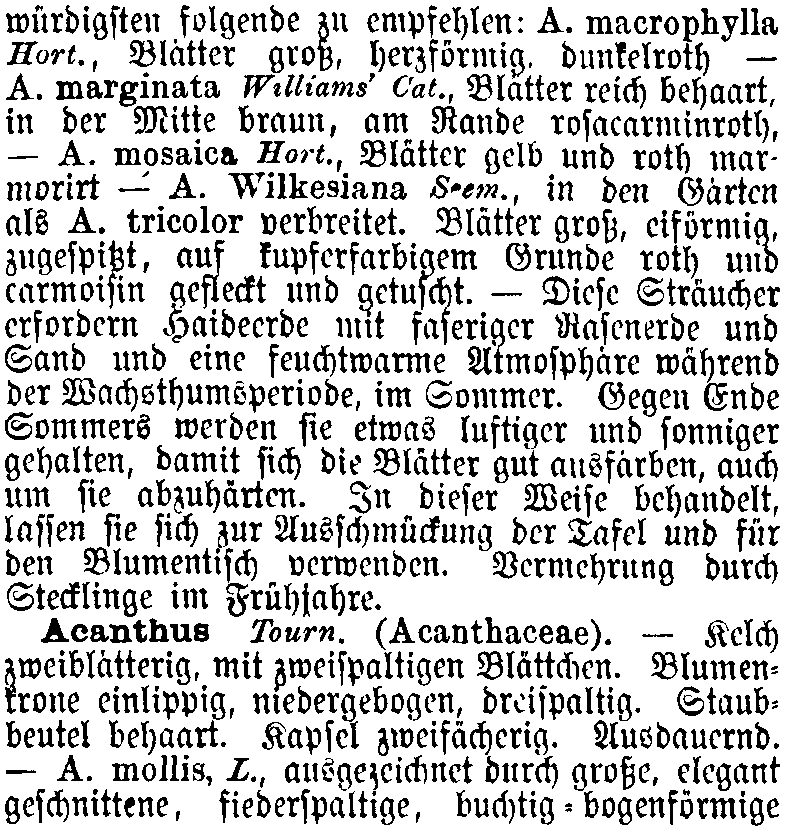 würdigsten folgende zu empfehlen: A. macrophylla
Hort., Blätter groß, herzförmig, dunkelroth —
A. marginata Williams' Cat., Blätter reich behaart,
in der Mitte braun, am Rande rosacarminroth,
— A. mosaica Hort., Blätter gelb und roth mar-
morirt — A. Wilkesiana Seem., in den Gärten
als A. tricolor verbreitet. Blätter groß, eiförmig,
zugespitzt, auf kupferfarbigem Grunde roth und
carmoisin gefleckt und getuscht. — Diese Sträucher
erfordern Haideerde mit faseriger Rasenerde und
Sand und eine feuchtwarme Atmosphäre während
der Wachsthumsperiode, im Sommer. Gegen Ende
Sommers werden sie etwas luftiger und sonniger
gehalten, damit sich die Blätter gut ausfärben, auch
um sie abzuhärten. In dieser Weise behandelt,
lassen sie sich zur Ausschmückung der Tafel und für
den Blumentisch verwenden. Vermehrung durch
Stecklinge im Frühjahre.
Acanthus Tourn. (Acanthaceae). — Kelch
zweiblätterig, mit zweispaltigen Blättchen. Blumen-
krone einlippig, niedergebogen, dreispaltig. Staub-
beutel behaart. Kapsel zweifächerig. Ausdauernd.
— A. mollis, L., ausgezeichnet durch große, elegant
geschnittene, fiederspaltige, buchtig-bogenförmige